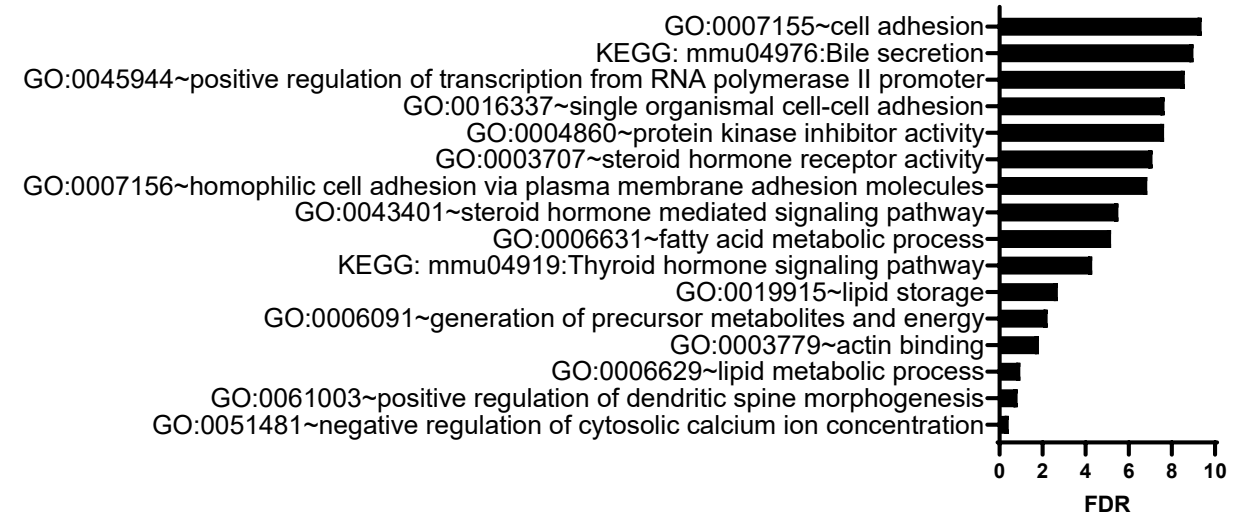 GO:0007155~cell adhesion
KEGG: mmu04976:Bile secretion
GO:0045944~positive regulation of transcription from RNA polymerase II promoter
GO:0016337~single organismal cell-cell adhesion
GO:0004860~protein kinase inhibitor activity
GO:0003707~steroid hormone receptor activity
GO:0007156~homophilic cell adhesion via plasma membrane adhesion molecules
GO:0043401~steroid hormone mediated signaling pathway
GO:0006631~fatty acid metabolic process
KEGG: mmu04919:Thyroid hormone signaling pathway
GO:0019915~lipid storage
GO:0006091~generation of precursor metabolites and energy
GO:0003779~actin binding
GO:0006629~lipid metabolic process
GO:0061003~positive regulation of dendritic spine morphogenesis
GO:0051481~negative regulation of cytosolic calcium ion concentration
0 2 4 6 8 10
FDR